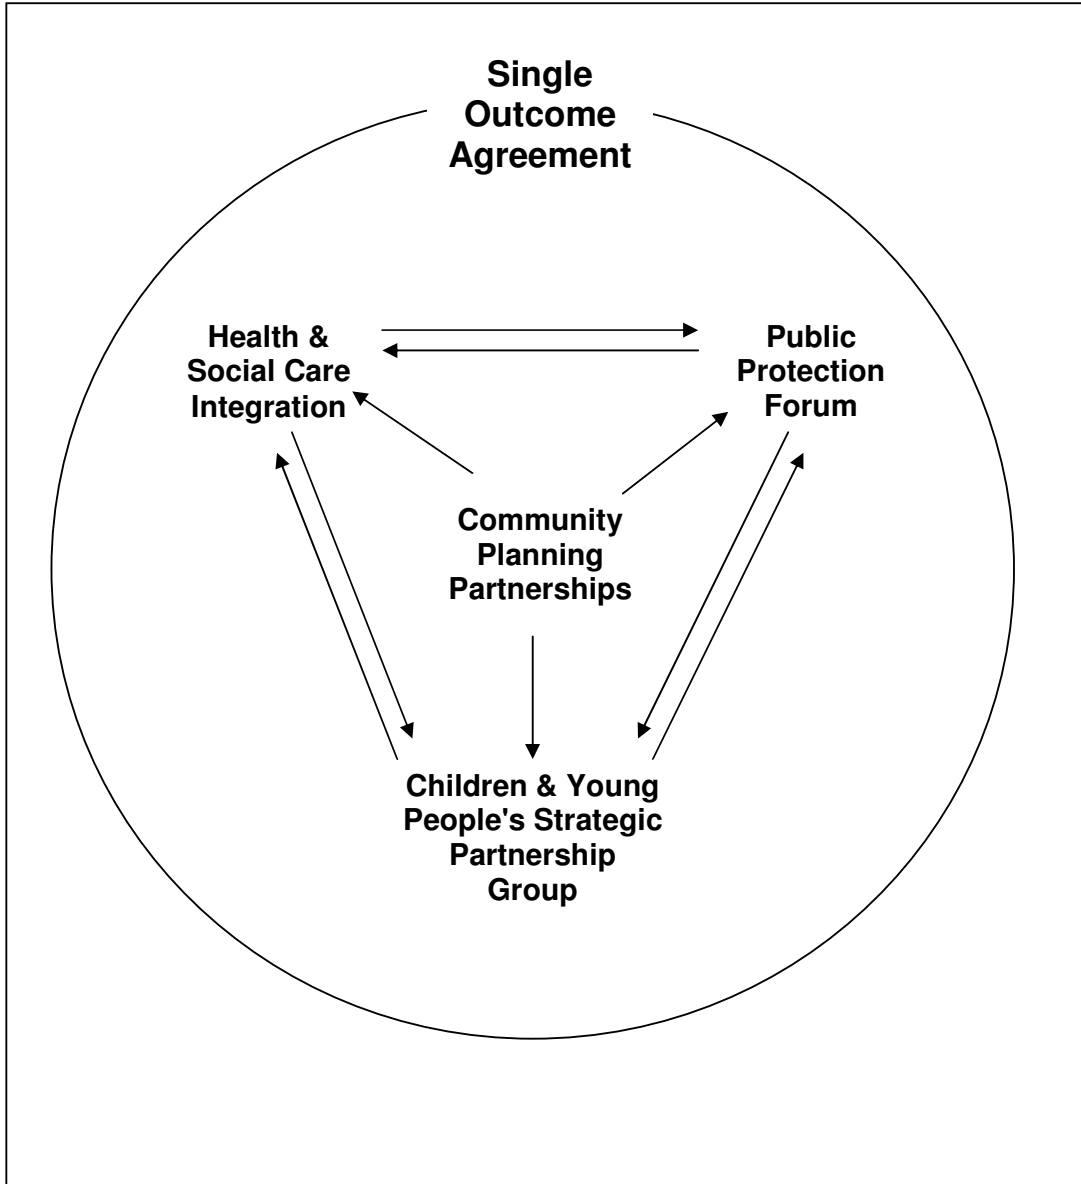 Single
Outcome
Agreement
Health &
Social Care
Integration
Public
Protection
Forum
Community
Planning
Partnerships
Children & Young
People's Strategic
Partnership
Group